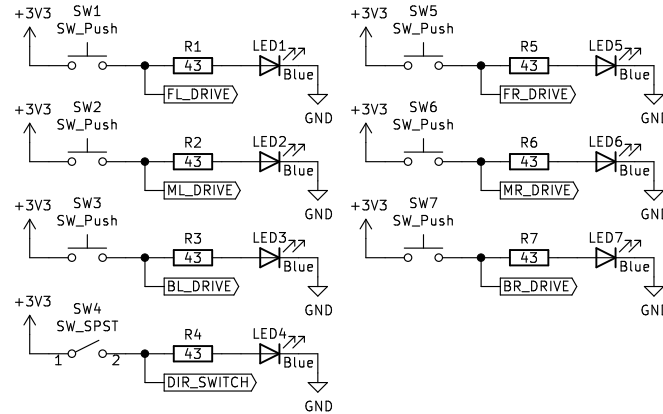 SW1
+3V3
SW_Push
R1
LED1
43
Blue
FL_DRIVE
GND
SW2
+3V3
SW_Push
R2
LED2
43
Blue
ML_DRIVE
GND
SW3
+3V3
SW_Push
R3
LED3
43
Blue
BL_DRIVE
GND
+3V3
SW4
SW_SPST
R4
LED4
1
2
43
Blue
DIR_SWITCH
GND
SW5
+3V3
SW_Push
R5
LED5
43
Blue
FR_DRIVE
GND
SW6
+3V3
SW_Push
R6
LED6
43
Blue
MR_DRIVE
GND
SW7
+3V3
SW_Push
R7
LED7
43
Blue
BR_DRIVE
GND